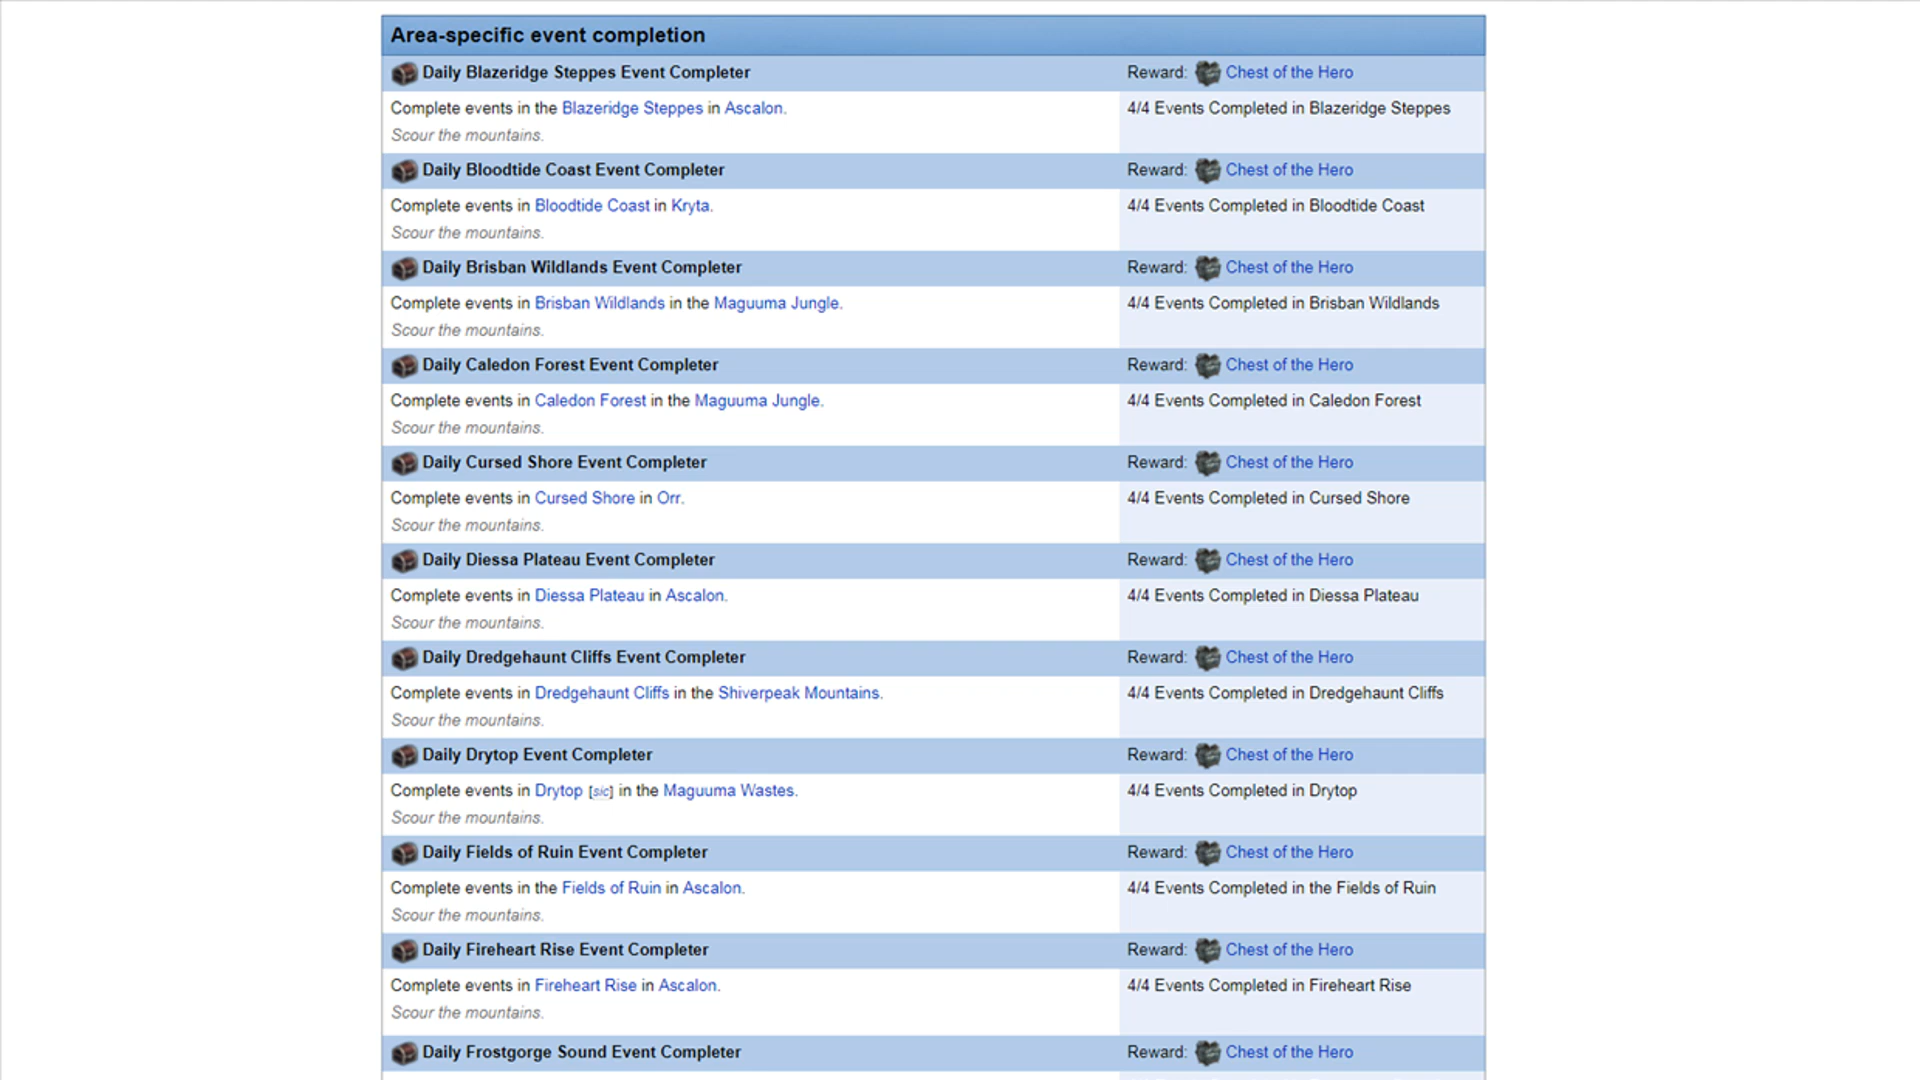 Area-specific event completion
Daily Blazeridge Steppes Event Completer Reward: Chest of the Hero
Complete events in the Blazeridge Steppes in Ascalon. 4/4 Events Completed in Blazeridge Steppes
Scour the mountains.
Daily Bloodtide Coast Event Completer Reward: Chest of the Hero
Complete events in Bloodtide Coast in Kryta. 4/4 Events Completed in Bloodtide Coast
Scour the mountains.
Daily Brisban Wildlands Event Completer Reward: Chest of the Hero
Complete events in Brisban Wildlands in the Maguuma Jungle. 4/4 Events Completed in Brisban Wildlands
Scour the mountains.
Daily Caledon Forest Event Completer Reward: Chest of the Hero
Complete events in Caledon Forest in the Maguuma Jungle. 4/4 Events Completed in Caledon Forest
Scour the mountains.
Daily Cursed Shore Event Completer Reward: Chest of the Hero
Complete events in Cursed Shore in Orr. 4/4 Events Completed in Cursed Shore
Scour the mountains.
Daily Diessa Plateau Event Completer Reward: Chest of the Hero
Complete events in Diessa Plateau in Ascalon. 4/4 Events Completed in Diessa Plateau
Scour the mountains.
Daily Dredgehaunt Cliffs Event Completer Reward: Chest of the Hero
Complete events in Dredgehaunt Cliffs in the Shiverpeak Mountains. 4/4 Events Completed in Dredgehaunt Cliffs
Scour the mountains.
Daily Drytop Event Completer Reward: Chest of the Hero
Complete events in Drytop [sic] in the Maguuma Wastes. 4/4 Events Completed in Drytop
Scour the mountains.
Daily Fields of Ruin Event Completer Reward: Chest of the Hero
Complete events in the Fields of Ruin in Ascalon. 4/4 Events Completed in the Fields of Ruin
Scour the mountains.
Daily Fireheart Rise Event Completer Reward: Chest of the Hero
Complete events in Fireheart Rise in Ascalon. 4/4 Events Completed in Fireheart Rise
Scour the mountains.
Daily Frostgorge Sound Event Completer Reward: Chest of the Hero